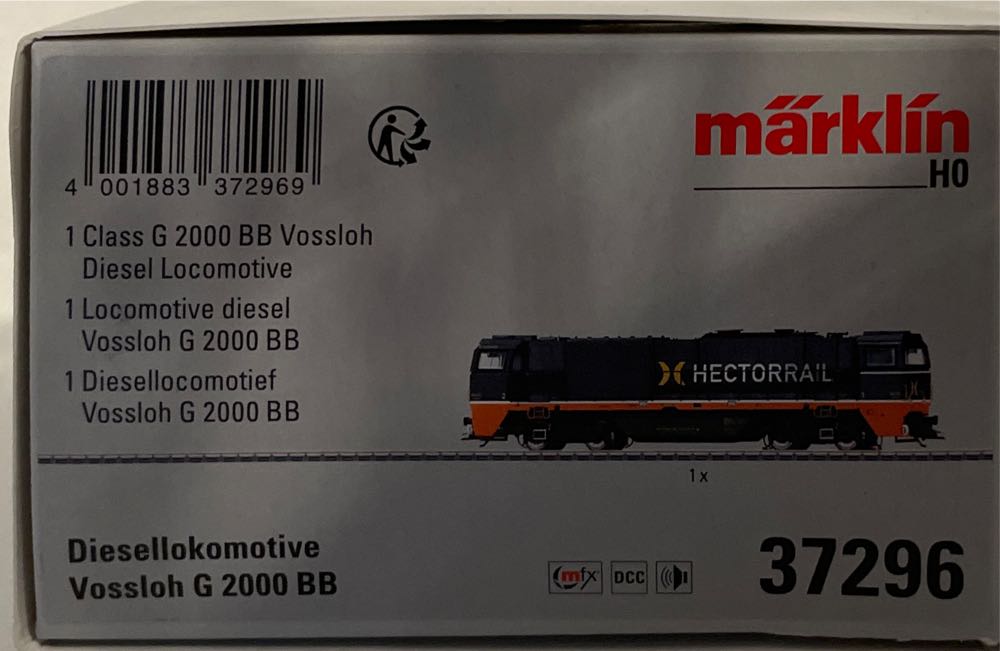 4 001883 372969
märklín
H0
1 Class G 2000 BB Vossloh
Diesel Locomotive
1 Locomotive diesel
Vossloh G 2000 BB
1 Diesellocomotief
Vossloh G 2000 BB
HECTORRAIL
1 x
Diesellokomotive
Vossloh G 2000 BB
mfx DCC
37296